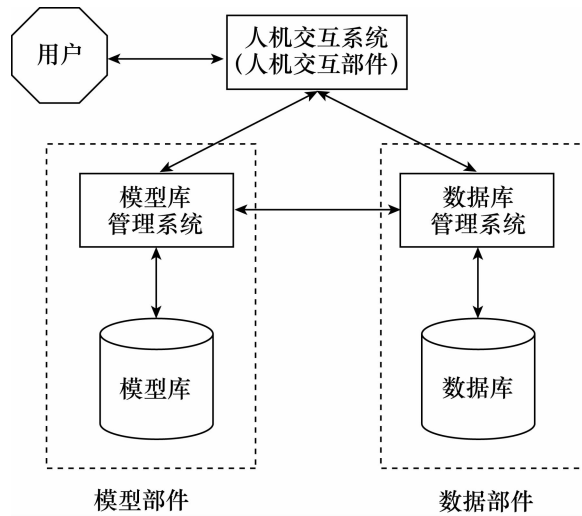 用户
人机交互系统
(人机交互部件)
模型库
管理系统
数据库
管理系统
模型库
数据库
模型部件
数据部件